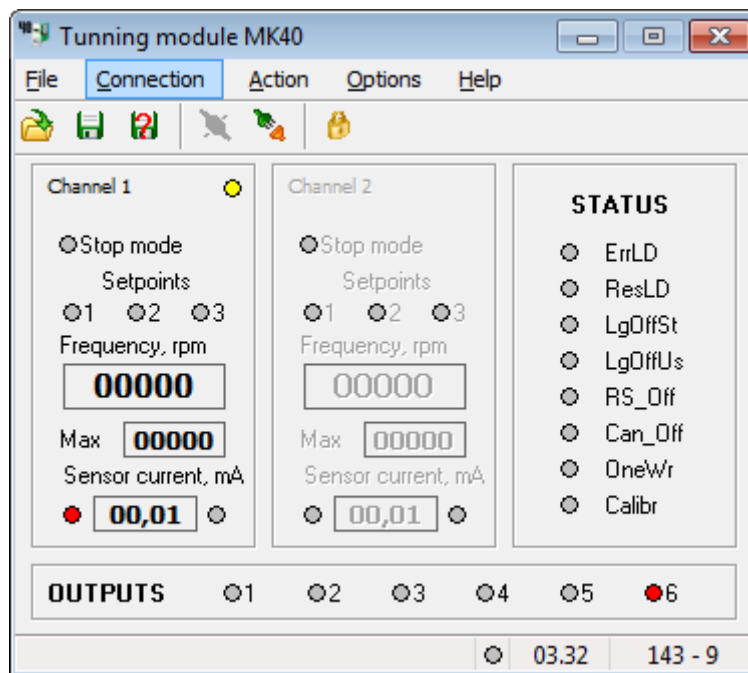 Tunning module MK40
File Connection Action Options Help
Channel 1
Stop mode
Setpoints
1 2 3
Frequency, rpm
00000
Max 00000
Sensor current, mA
00,01
Channel 2
Stop mode
Setpoints
1 2 3
Frequency, rpm
00000
Max 00000
Sensor current, mA
00,01
STATUS
ErrLD
ResLD
LgOffSt
LgOffUs
RS_Off
Can_Off
OneWr
Calibr
OUTPUTS 1 2 3 4 5 6
03.32 143 - 9